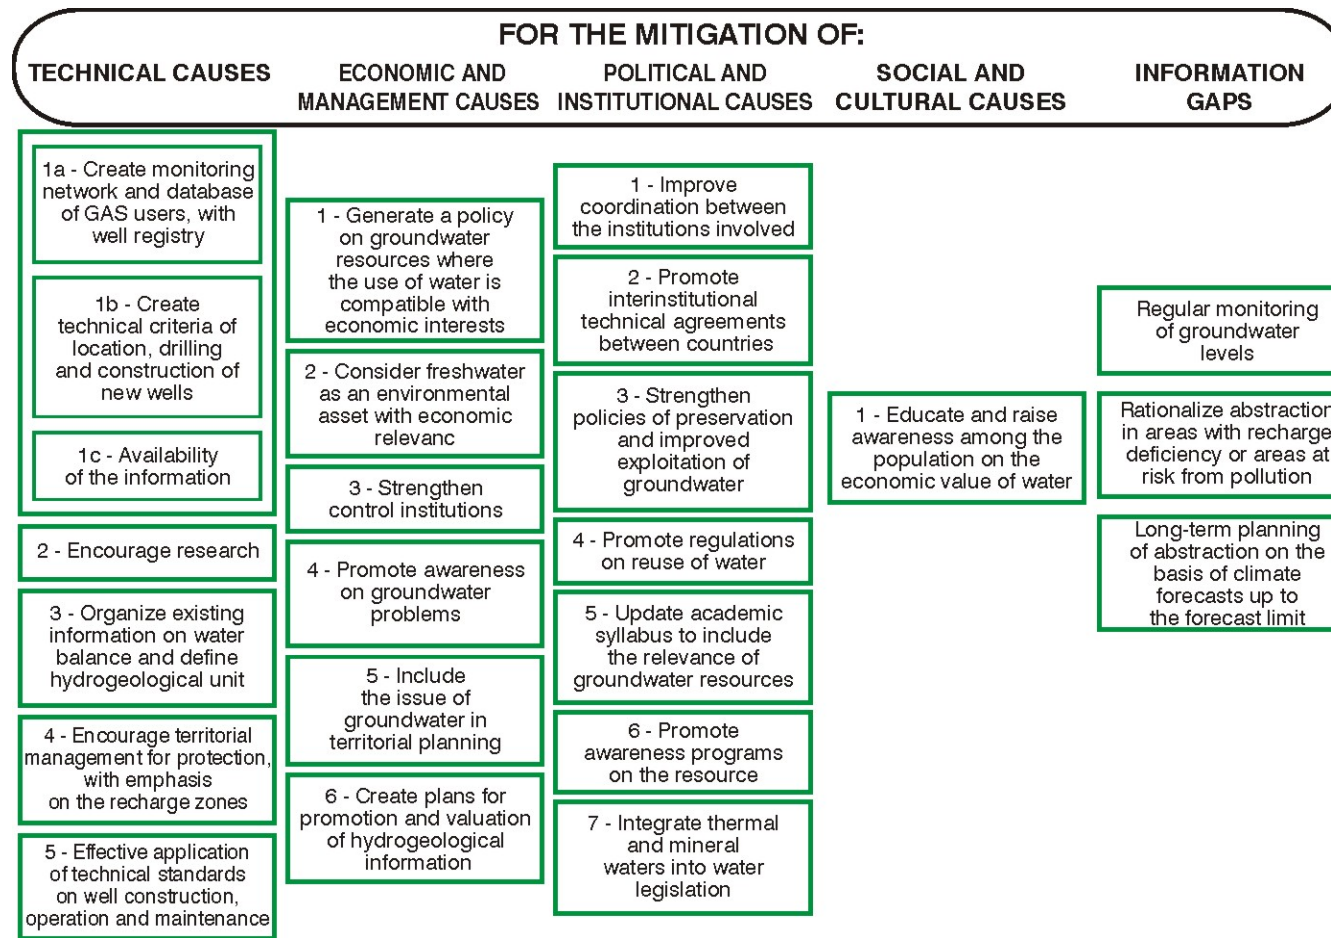 FOR THE MITIGATION OF:
TECHNICAL CAUSES
ECONOMIC AND
MANAGEMENT CAUSES
POLITICAL AND
INSTITUTIONAL CAUSES
SOCIAL AND
CULTURAL CAUSES
INFORMATION
GAPS
1a - Create monitoring
network and database
of GAS users, with
well registry
1b - Create
technical criteria of
location, drilling
and construction of
new wells
1c - Availability
of the information
2 - Encourage research
3 - Organize existing
information on water
balance and define
hydrogeological unit
4 - Encourage territorial
management for protection,
with emphasis
on the recharge zones
5 - Effective application
of technical standards
on well construction,
operation and maintenance
1 - Generate a policy
on groundwater
resources where
the use of water is
compatible with
economic interests
2 - Consider freshwater
as an environmental
asset with economic
relevanc
3 - Strengthen
control institutions
4 - Promote awareness
on groundwater
problems
5 - Include
the issue of
groundwater in
territorial planning
6 - Create plans for
promotion and valuation
of hydrogeological
information
1 - Improve
coordination between
the institutions involved
2 - Promote
interinstitutional
technical agreements
between countries
3 - Strengthen
policies of preservation
and improved
exploitation of
groundwater
4 - Promote regulations
on reuse of water
5 - Update academic
syllabus to include
the relevance of
groundwater resources
6 - Promote
awareness programs
on the resource
7 - Integrate thermal
and mineral
waters into water
legislation
1 - Educate and raise
awareness among the
population on the
economic value of water
Regular monitoring
of groundwater
levels
Rationalize abstraction
in areas with recharge
deficiency or areas at
risk from pollution
Long-term planning
of abstraction on the
basis of climate
forecasts up to
the forecast limit